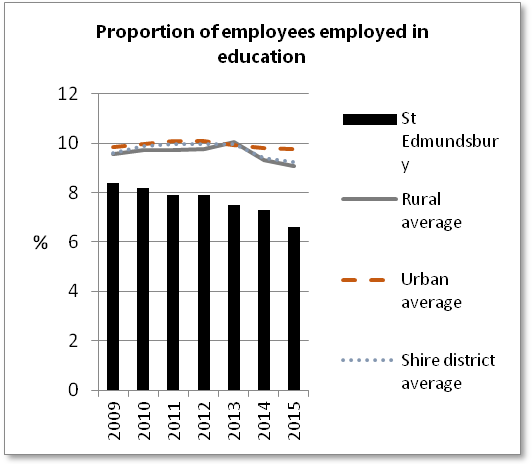 Proportion of employees employed in
education
12
10
8
6
4
2
0
%
2009
2010
2011
2012
2013
2014
2015
St
Edmundsbur
y
Rural
average
Urban
average
Shire district
average